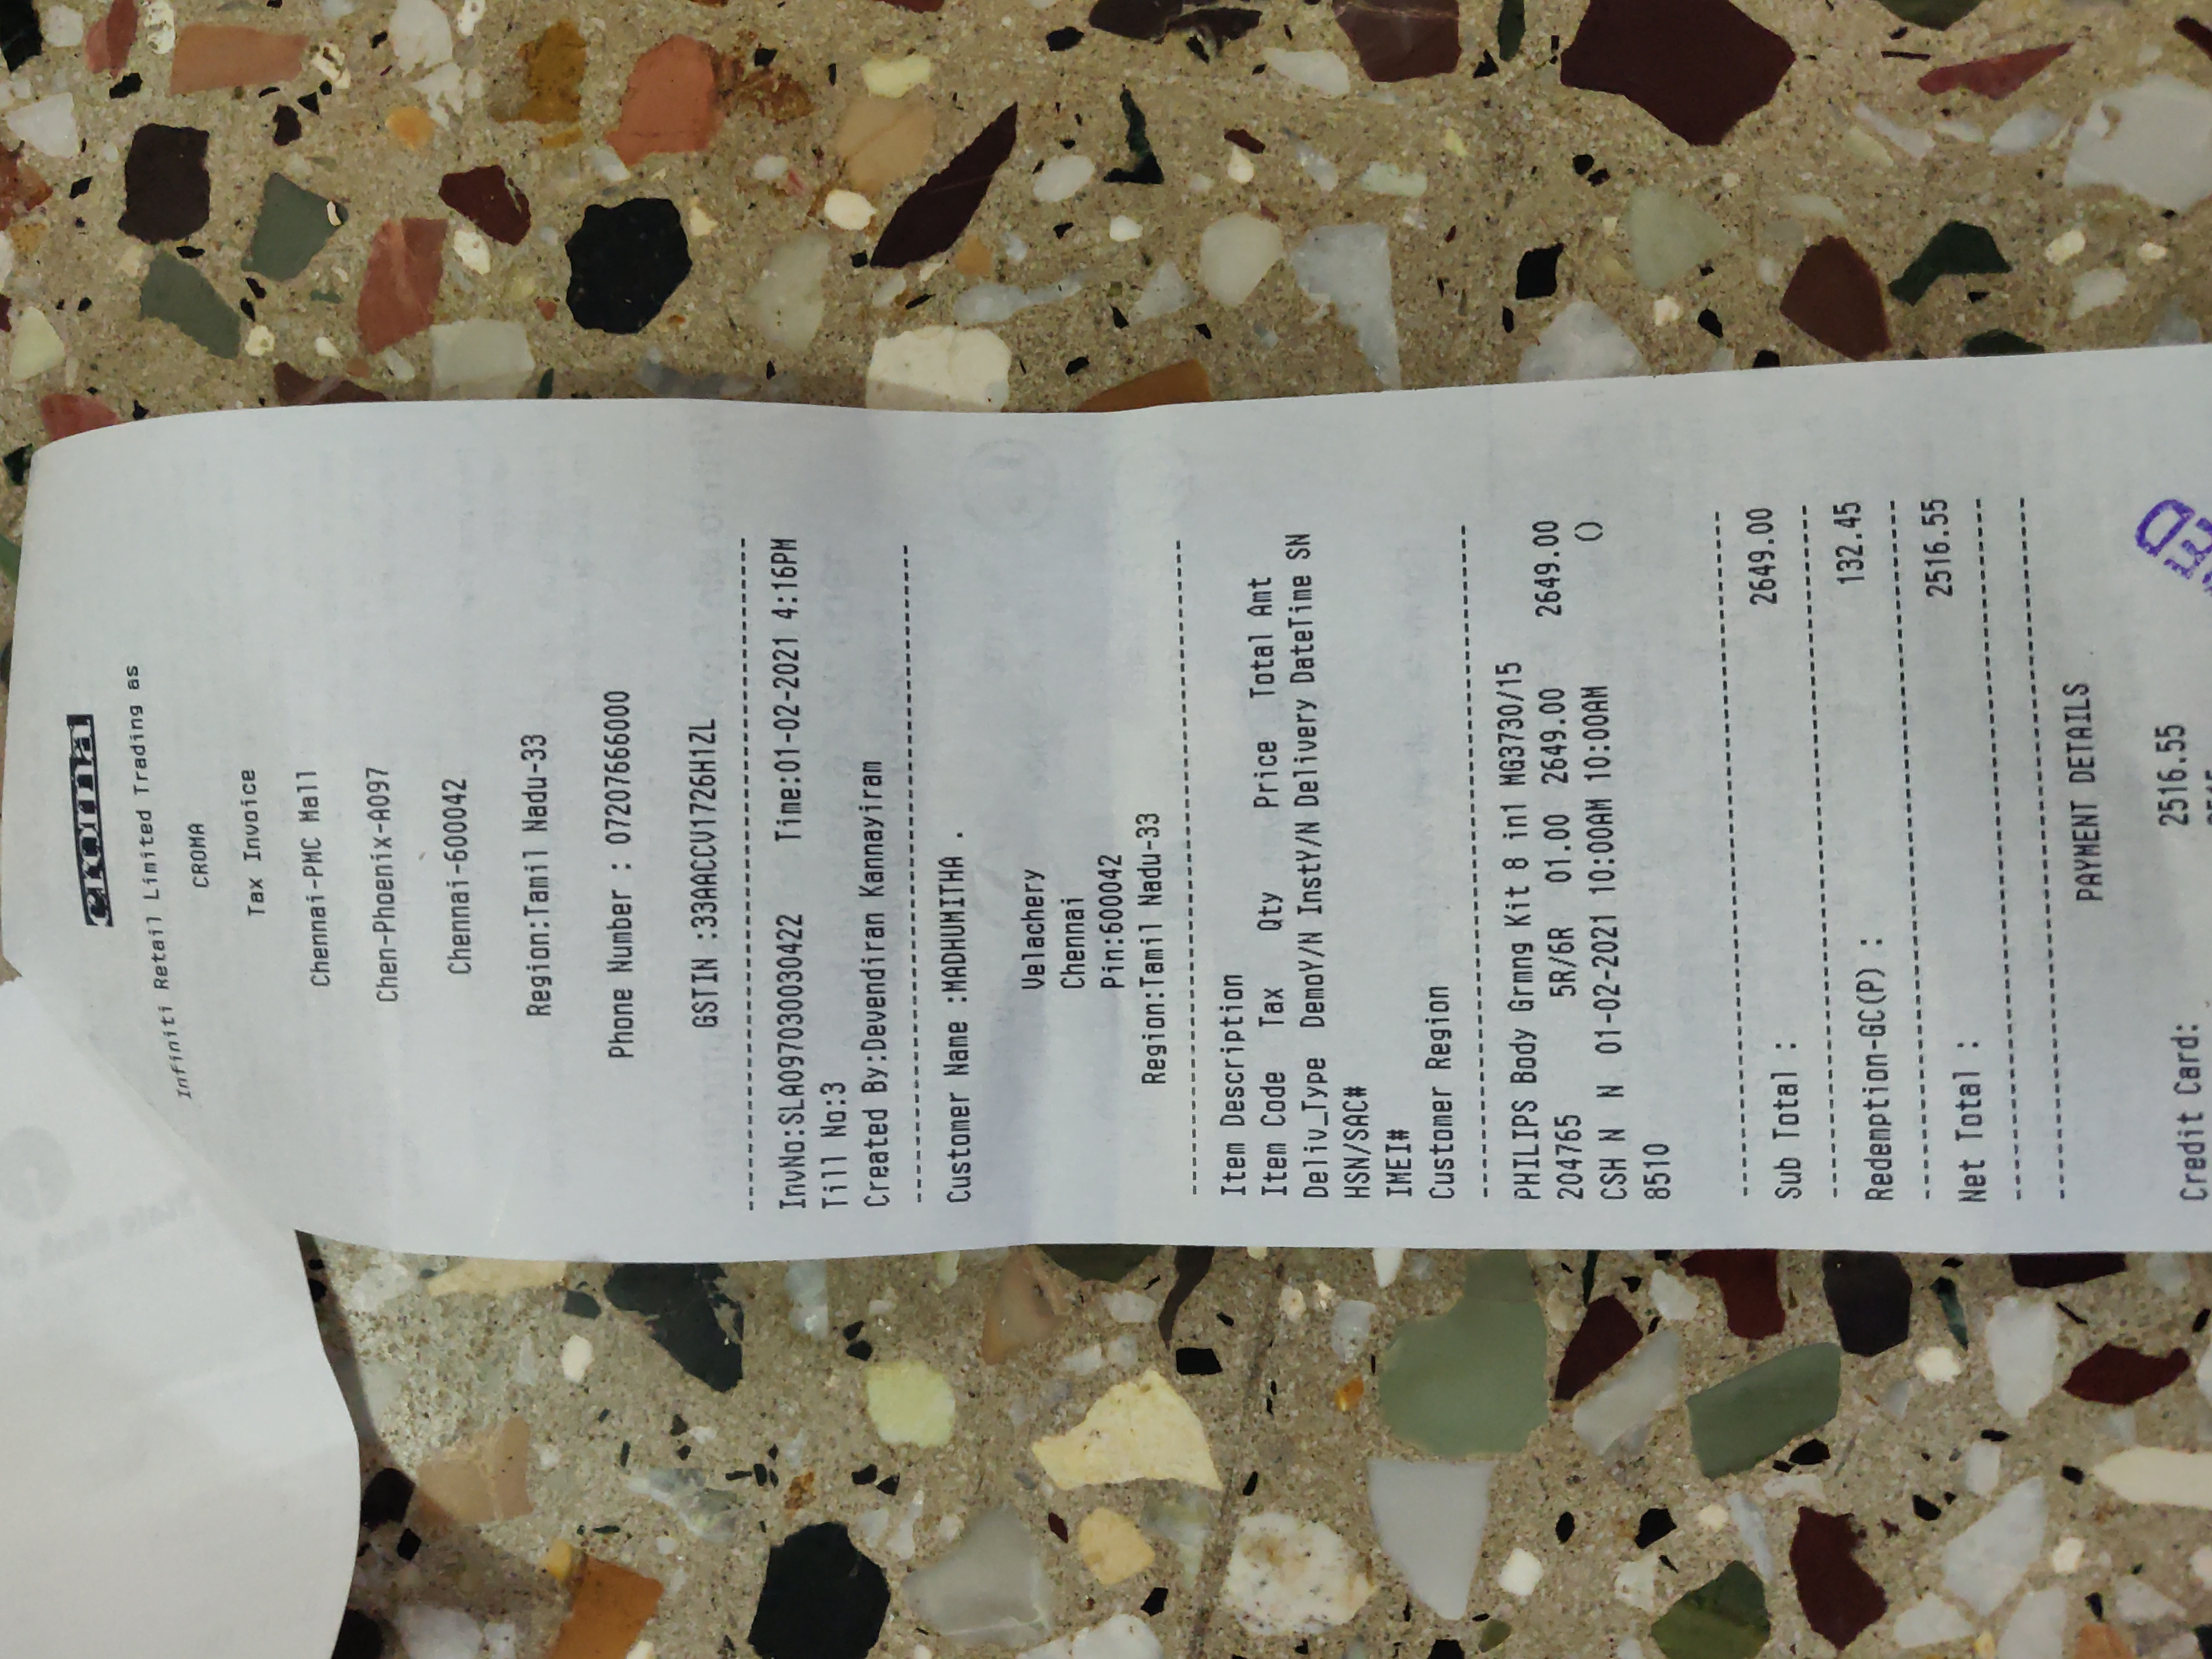 croma
Infiniti Retail Limited Trading as
CROMA
Tax Invoice
Chennai-PMC Mall
Chen-Phoenix-A097
Chennai-600042
Region:Tamil Nadu-33
Phone Number : 07207666000
GSTIN :33AACCV1726H1ZL
InvNo:SLA097030030422 Time:01-02-2021 4:16PM
Till No:3
Created By:Devendiran Kannayiram
Customer Name :MADHUMITHA .
Velachery
Chennai
Pin:600042
Region:Tamil Nadu-33
Item Description
Item Code Tax Qty Price Total Amt
Deliv_Type DemoY/N InstY/N Delivery DateTime SN
HSN/SAC#
IMEI#
Customer Region
PHILIPS Body Grmng Kit 8 in1 MG3730/15
204765 5R/6R 01.00 2649.00 2649.00
CSH N N 01-02-2021 10:00AM 10:00AM ()
8510
Sub Total : 2649.00
Redemption-GC(P) : 132.45
Net Total : 2516.55
PAYMENT DETAILS
Credit Card: 2516.55